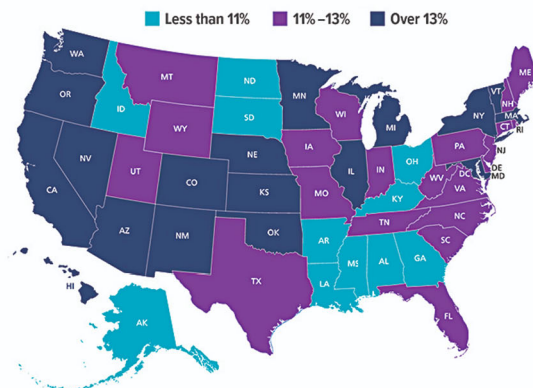 Less than 11% 11%–13% Over 13%
WA
MT
ND
MN
ME
VT
NH
OR
ID
SD
WI
MI
NY
MA
WY
CT
RI
IA
PA
NJ
NE
OH
NV
UT
IL
IN
DE
DC
MD
CO
WV
VA
CA
KS
MO
KY
NC
TN
AZ
NM
OK
AR
SC
MS
AL
GA
TX
LA
HI
FL
AK